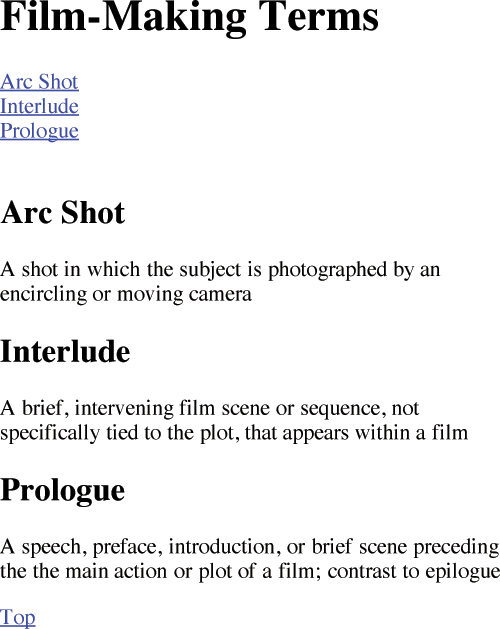 Film-Making Terms
Arc Shot
Interlude
Prologue
Arc Shot
A shot in which the subject is photographed by an
encircling or moving camera
Interlude
A brief, intervening film scene or sequence, not
specifically tied to the plot, that appears within a film
Prologue
A speech, preface, introduction, or brief scene preceding
the the main action or plot of a film; contrast to epilogue
Top